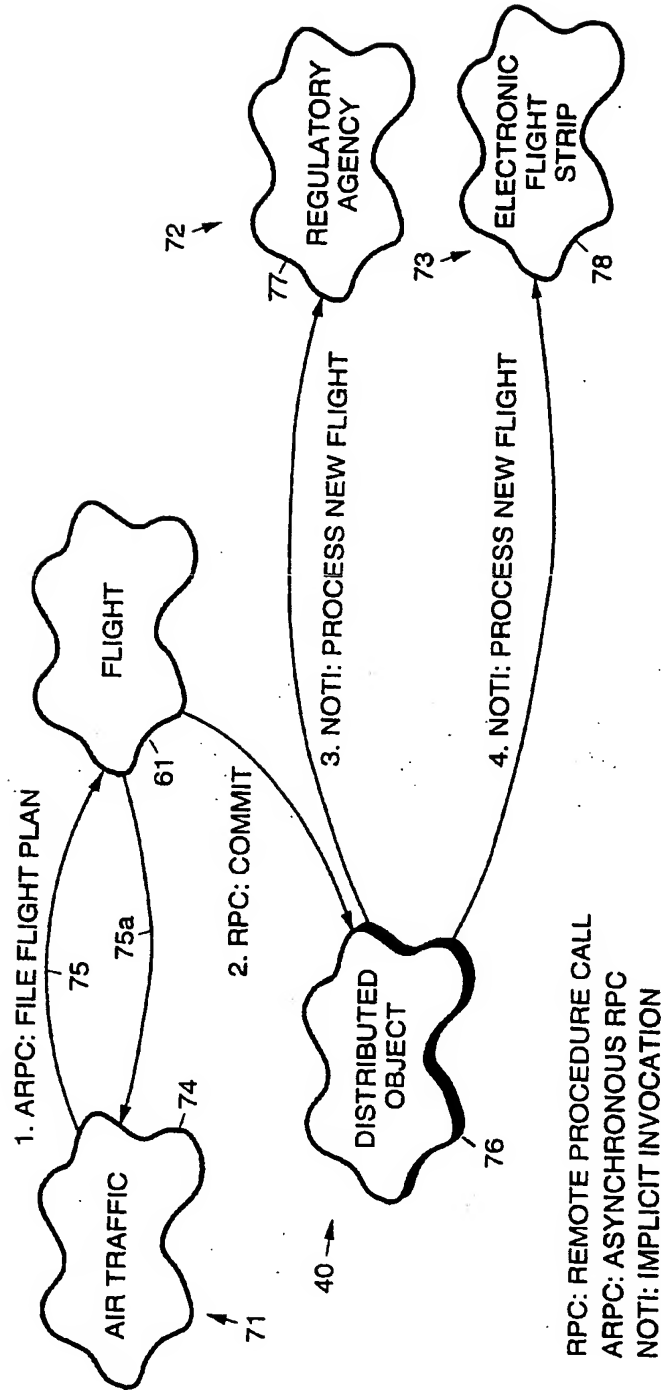 1. ARPC: FILE FLIGHT PLAN
75
75a
AIR TRAFFIC
74
71
FLIGHT
61
2. RPC: COMMIT
40
DISTRIBUTED
OBJECT
76
3. NOTI: PROCESS NEW FLIGHT
4. NOTI: PROCESS NEW FLIGHT
72
77
REGULATORY
AGENCY
73
ELECTRONIC
FLIGHT
STRIP
78
RPC: REMOTE PROCEDURE CALL
ARPC: ASYNCHRONOUS RPC
NOTI: IMPLICIT INVOCATION